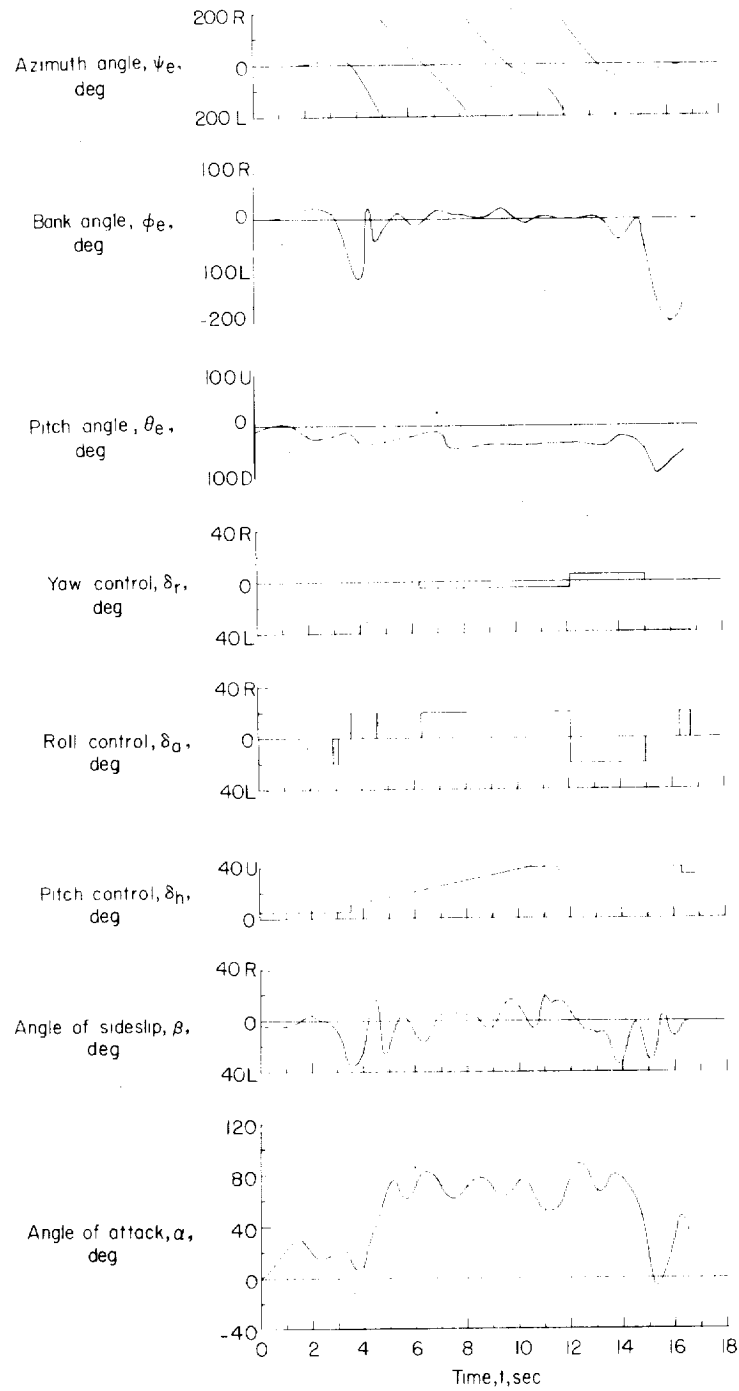 200 R
Azimuth angle, ψe,
deg
0
200 L
100 R
Bank angle, ϕe,
deg
0
100L
-200
100 U
Pitch angle, θe,
deg
0
100 D
40 R
Yaw control, δr,
deg
0
40 L
40 R
Roll control, δa,
deg
0
40 L
40 U
Pitch control, δh,
deg
0
40 R
Angle of sideslip, β,
deg
0
40 L
120
80
Angle of attack, α,
deg
40
0
-40
0 2 4 6 8 10 12 14 16 18
Time, t, sec